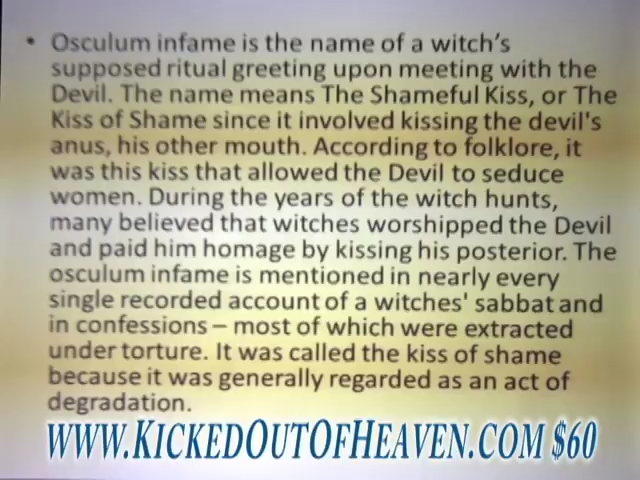 • Osculum infame is the name of a witch's
supposed ritual greeting upon meeting with the
Devil. The name means The Shameful Kiss, or The
Kiss of Shame since it involved kissing the devil's
anus, his other mouth. According to folklore, it
was this kiss that allowed the Devil to seduce
women. During the years of the witch hunts,
many believed that witches worshipped the Devil
and paid him homage by kissing his posterior. The
osculum infame is mentioned in nearly every
single recorded account of a witches' sabbat and
in confessions – most of which were extracted
under torture. It was called the kiss of shame
because it was generally regarded as an act of
degradation.
WWW.KICKEDOUTOFHEAVEN.COM $60